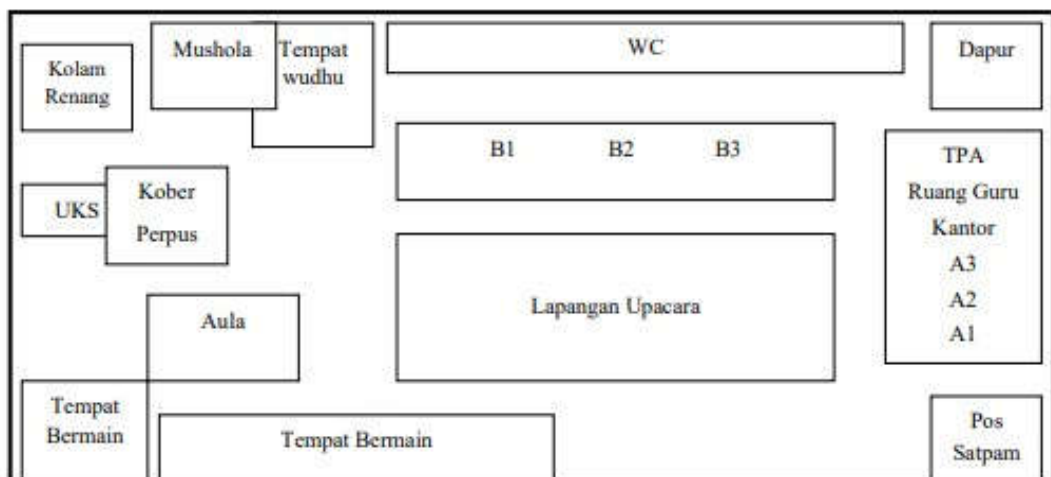 Mushola
Tempat
wudhu
WC
Dapur
Kolam
Renang
B1 B2 B3
TPA
Ruang Guru
Kantor
A3
A2
A1
UKS
Kober
Perpus
Lapangan Upacara
Aula
Tempat
Bermain
Tempat Bermain
Pos
Satpam